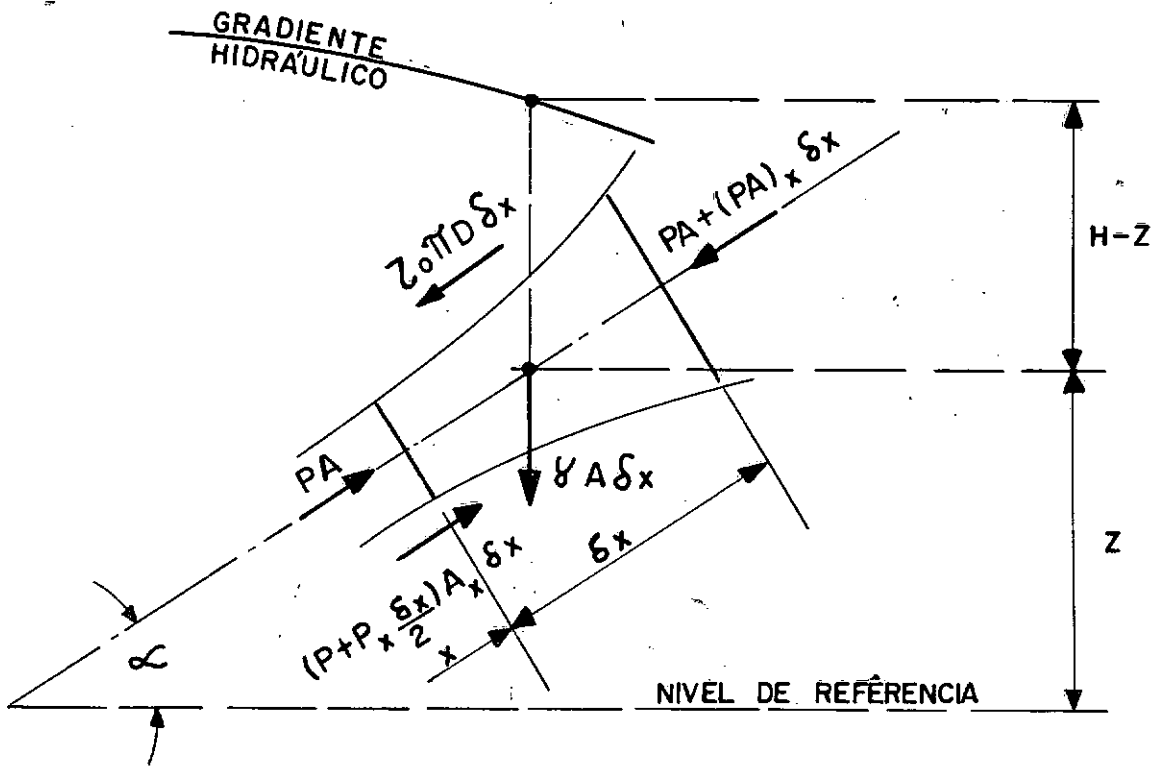 GRADIENTE
HIDRÁULICO
PA+(PA)ₓ δx
H-Z
τ₀πDδx
PA
γAδx
δx
Z
(P+Pₓ δx/2)Aₓ δx
x
α
NIVEL DE REFERENCIA